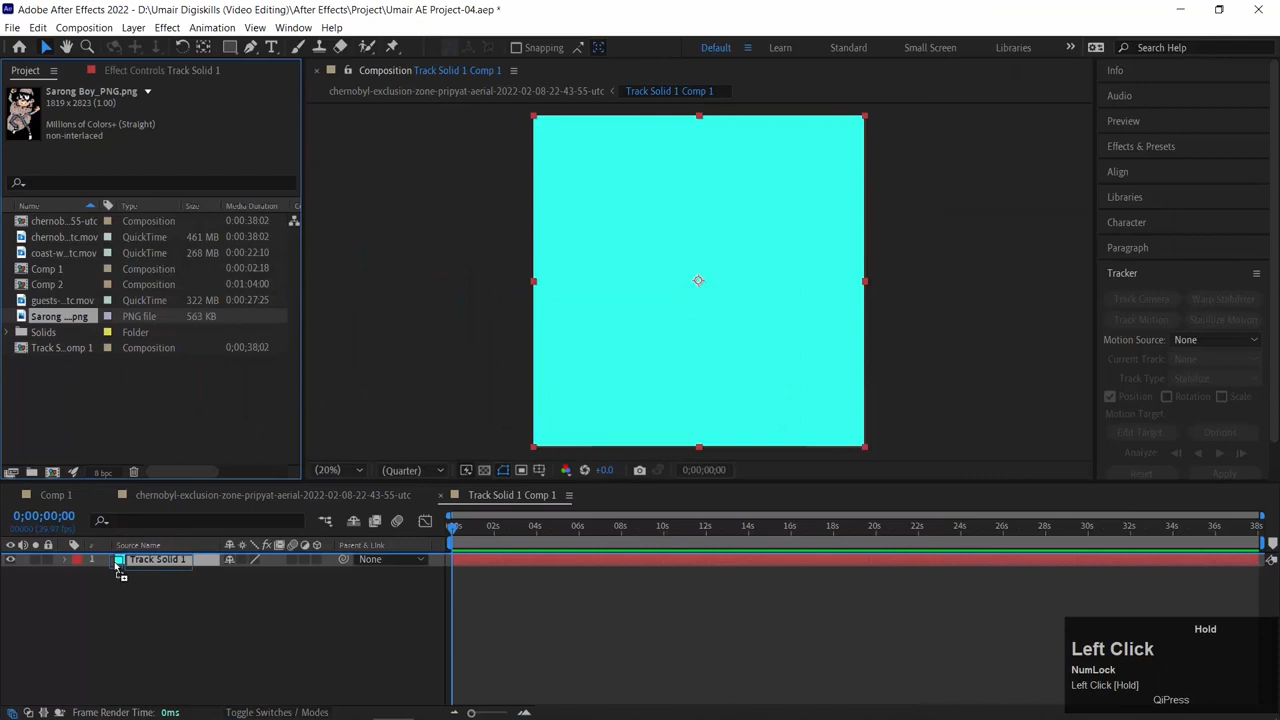 Adobe After Effects 2022 - D:\Umair Digiskills (Video Editing)\After Effects\Project\Umair AE Project-04.aep *
File Edit Composition Layer Effect Animation View Window Help
Snapping Default Learn Standard Small Screen Libraries Search Help
Project Effect Controls Track Solid 1 Composition Track Solid 1 Comp 1 Info
Sarong Boy_PNG.png chernobyl-exclusion-zone-pripyat-aerial-2022-02-08-22-43-55-utc Track Solid 1 Comp 1 Audio
1819 x 2823 (1.00)
Millions of Colors+ (Straight) Preview
non-interlaced
Effects & Presets
Align
Libraries
Name Type Size Media Duration Co
chernob...55-utc Composition 0:00:38:02 Character
chernob...tc.mov QuickTime 461 MB 0:00:38:02
coast-w...tc.mov QuickTime 268 MB 0:00:22:10 Paragraph
Comp 1 Composition 0:00:02:18 Tracker
Comp 2 Composition 0:01:04:00
guests-...tc.mov QuickTime 322 MB 0:00:27:25 Track Camera Warp Stabilizer
Sarong ....png PNG file 563 KB Track Motion Stabilize Motion
Solids Folder Motion Source: None
Track S...omp 1 Composition 0;00;38;02 Current Track: None
Track Type: Stabilize
Position Rotation Scale
Motion Target:
Edit Target Options
Analyze:
8 bpc (20%) (Quarter) +0.0 0;00;00;00 Reset Apply
Comp 1 chernobyl-exclusion-zone-pripyat-aerial-2022-02-08-22-43-55-utc Track Solid 1 Comp 1
0;00;00;00
00000 (29.97 fps) 02s 04s 06s 08s 10s 12s 14s 16s 18s 20s 22s 24s 26s 28s 30s 32s 34s 36s 38s
# Source Name fx Parent & Link
1 Track Solid 1 None
Hold
Left Click
NumLock
Left Click [Hold]
QiPress
Frame Render Time: 0ms Toggle Switches / Modes